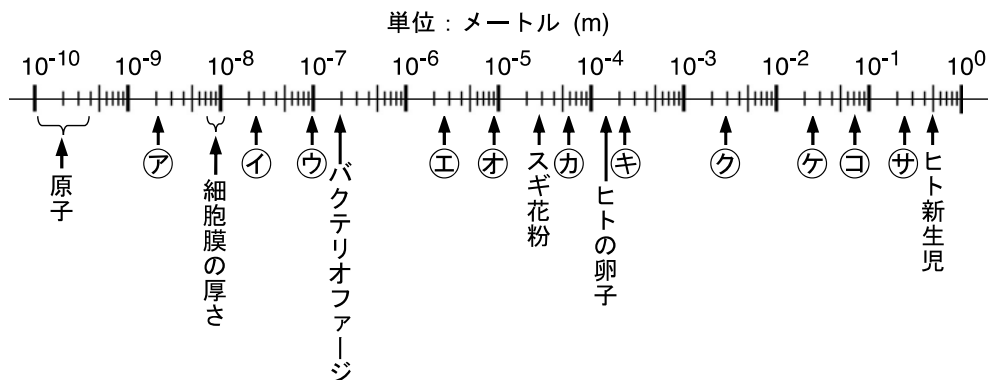 単位：メートル (m)
10⁻¹⁰ 10⁻⁹ 10⁻⁸ 10⁻⁷ 10⁻⁶ 10⁻⁵ 10⁻⁴ 10⁻³ 10⁻² 10⁻¹ 10⁰
原子
㋐
細胞膜の厚さ
㋑
㋒
バクテリオファージ
㋓
㋔
スギ花粉
㋕
ヒトの卵子
㋖
㋗
㋘
㋙
㋚
ヒト新生児